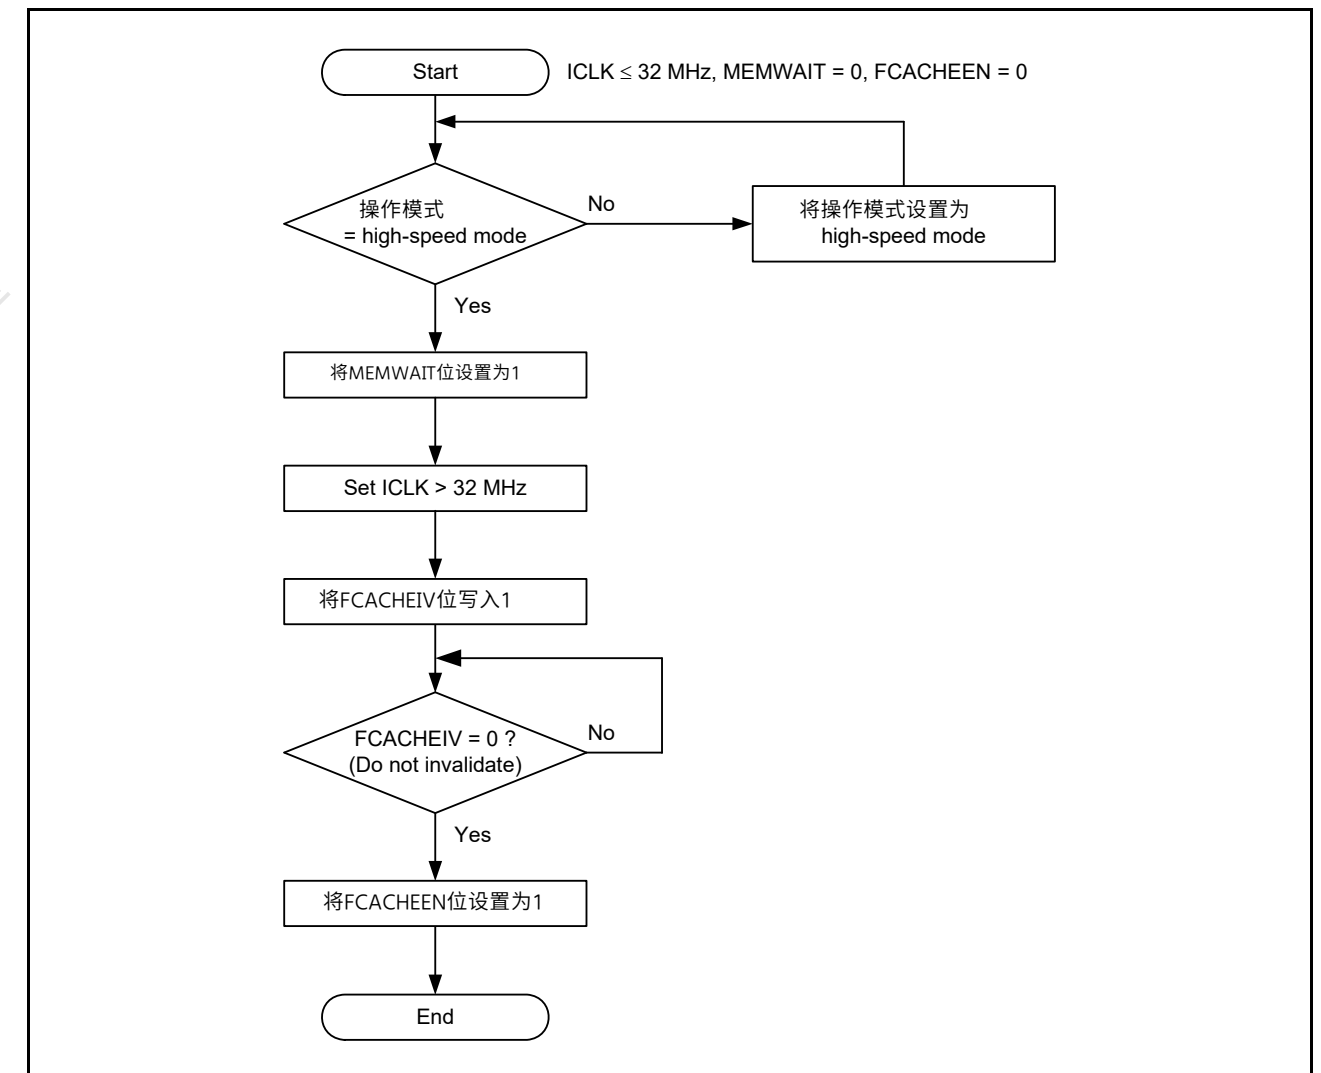 Start
ICLK ≤ 32 MHz, MEMWAIT = 0, FCACHEEN = 0
操作模式
= high-speed mode
No
将操作模式设置为
high-speed mode
Yes
将MEMWAIT位设置为1
Set ICLK > 32 MHz
将FCACHEIV位写入1
FCACHEIV = 0 ?
(Do not invalidate)
No
Yes
将FCACHEEN位设置为1
End